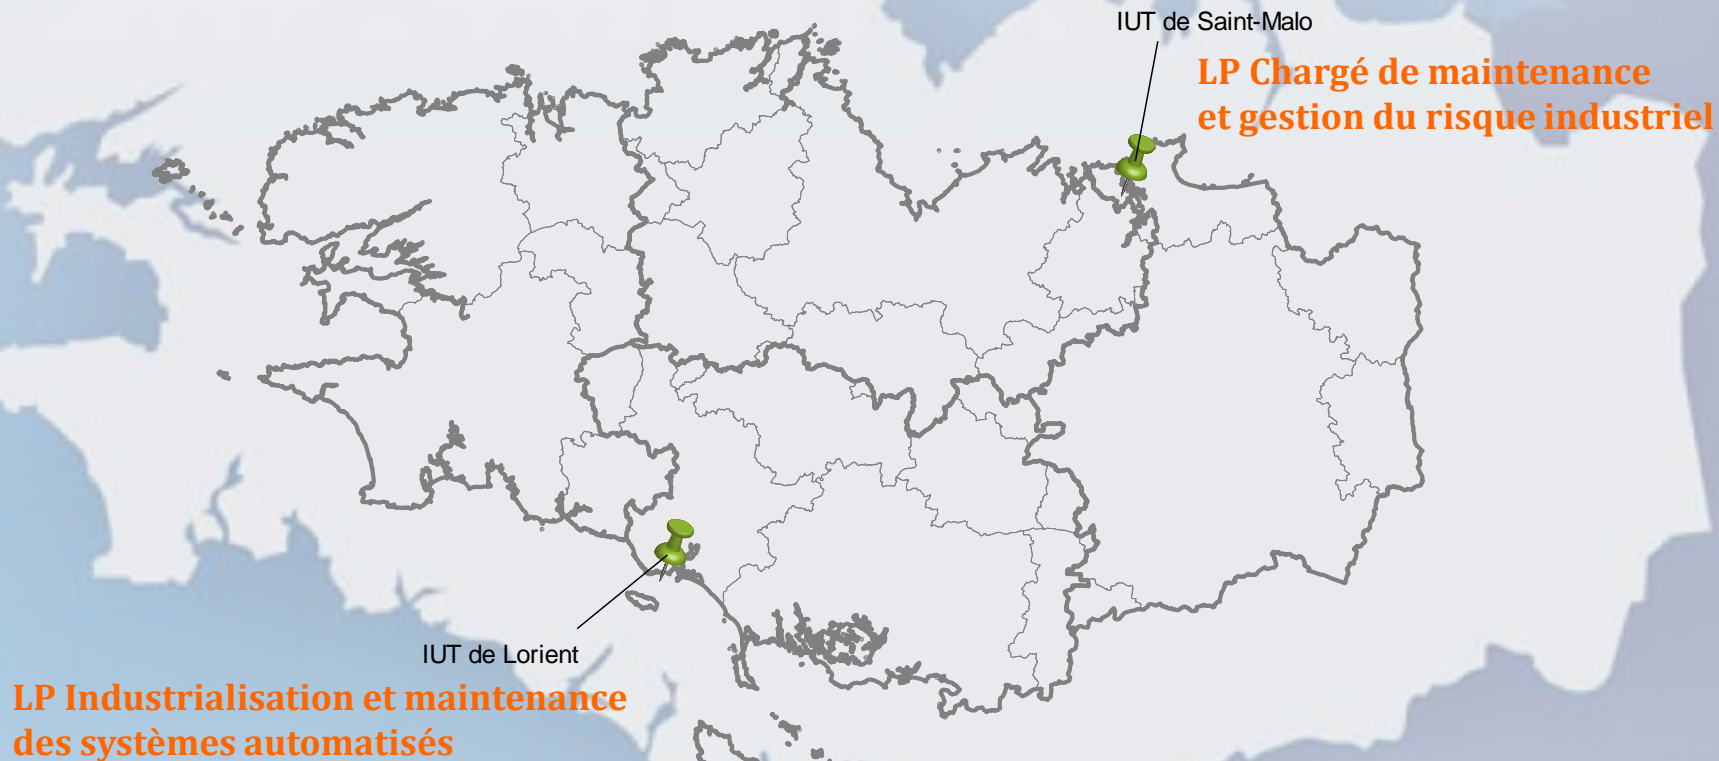 IUT de Saint-Malo
LP Chargé de maintenance
et gestion du risque industriel
IUT de Lorient
LP Industrialisation et maintenance
des systèmes automatisés